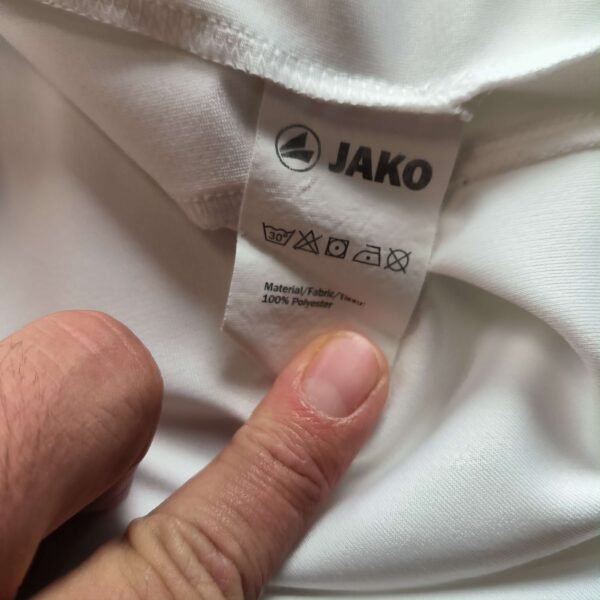 JAKO
30°
Material/Fabric/
100% Polyester